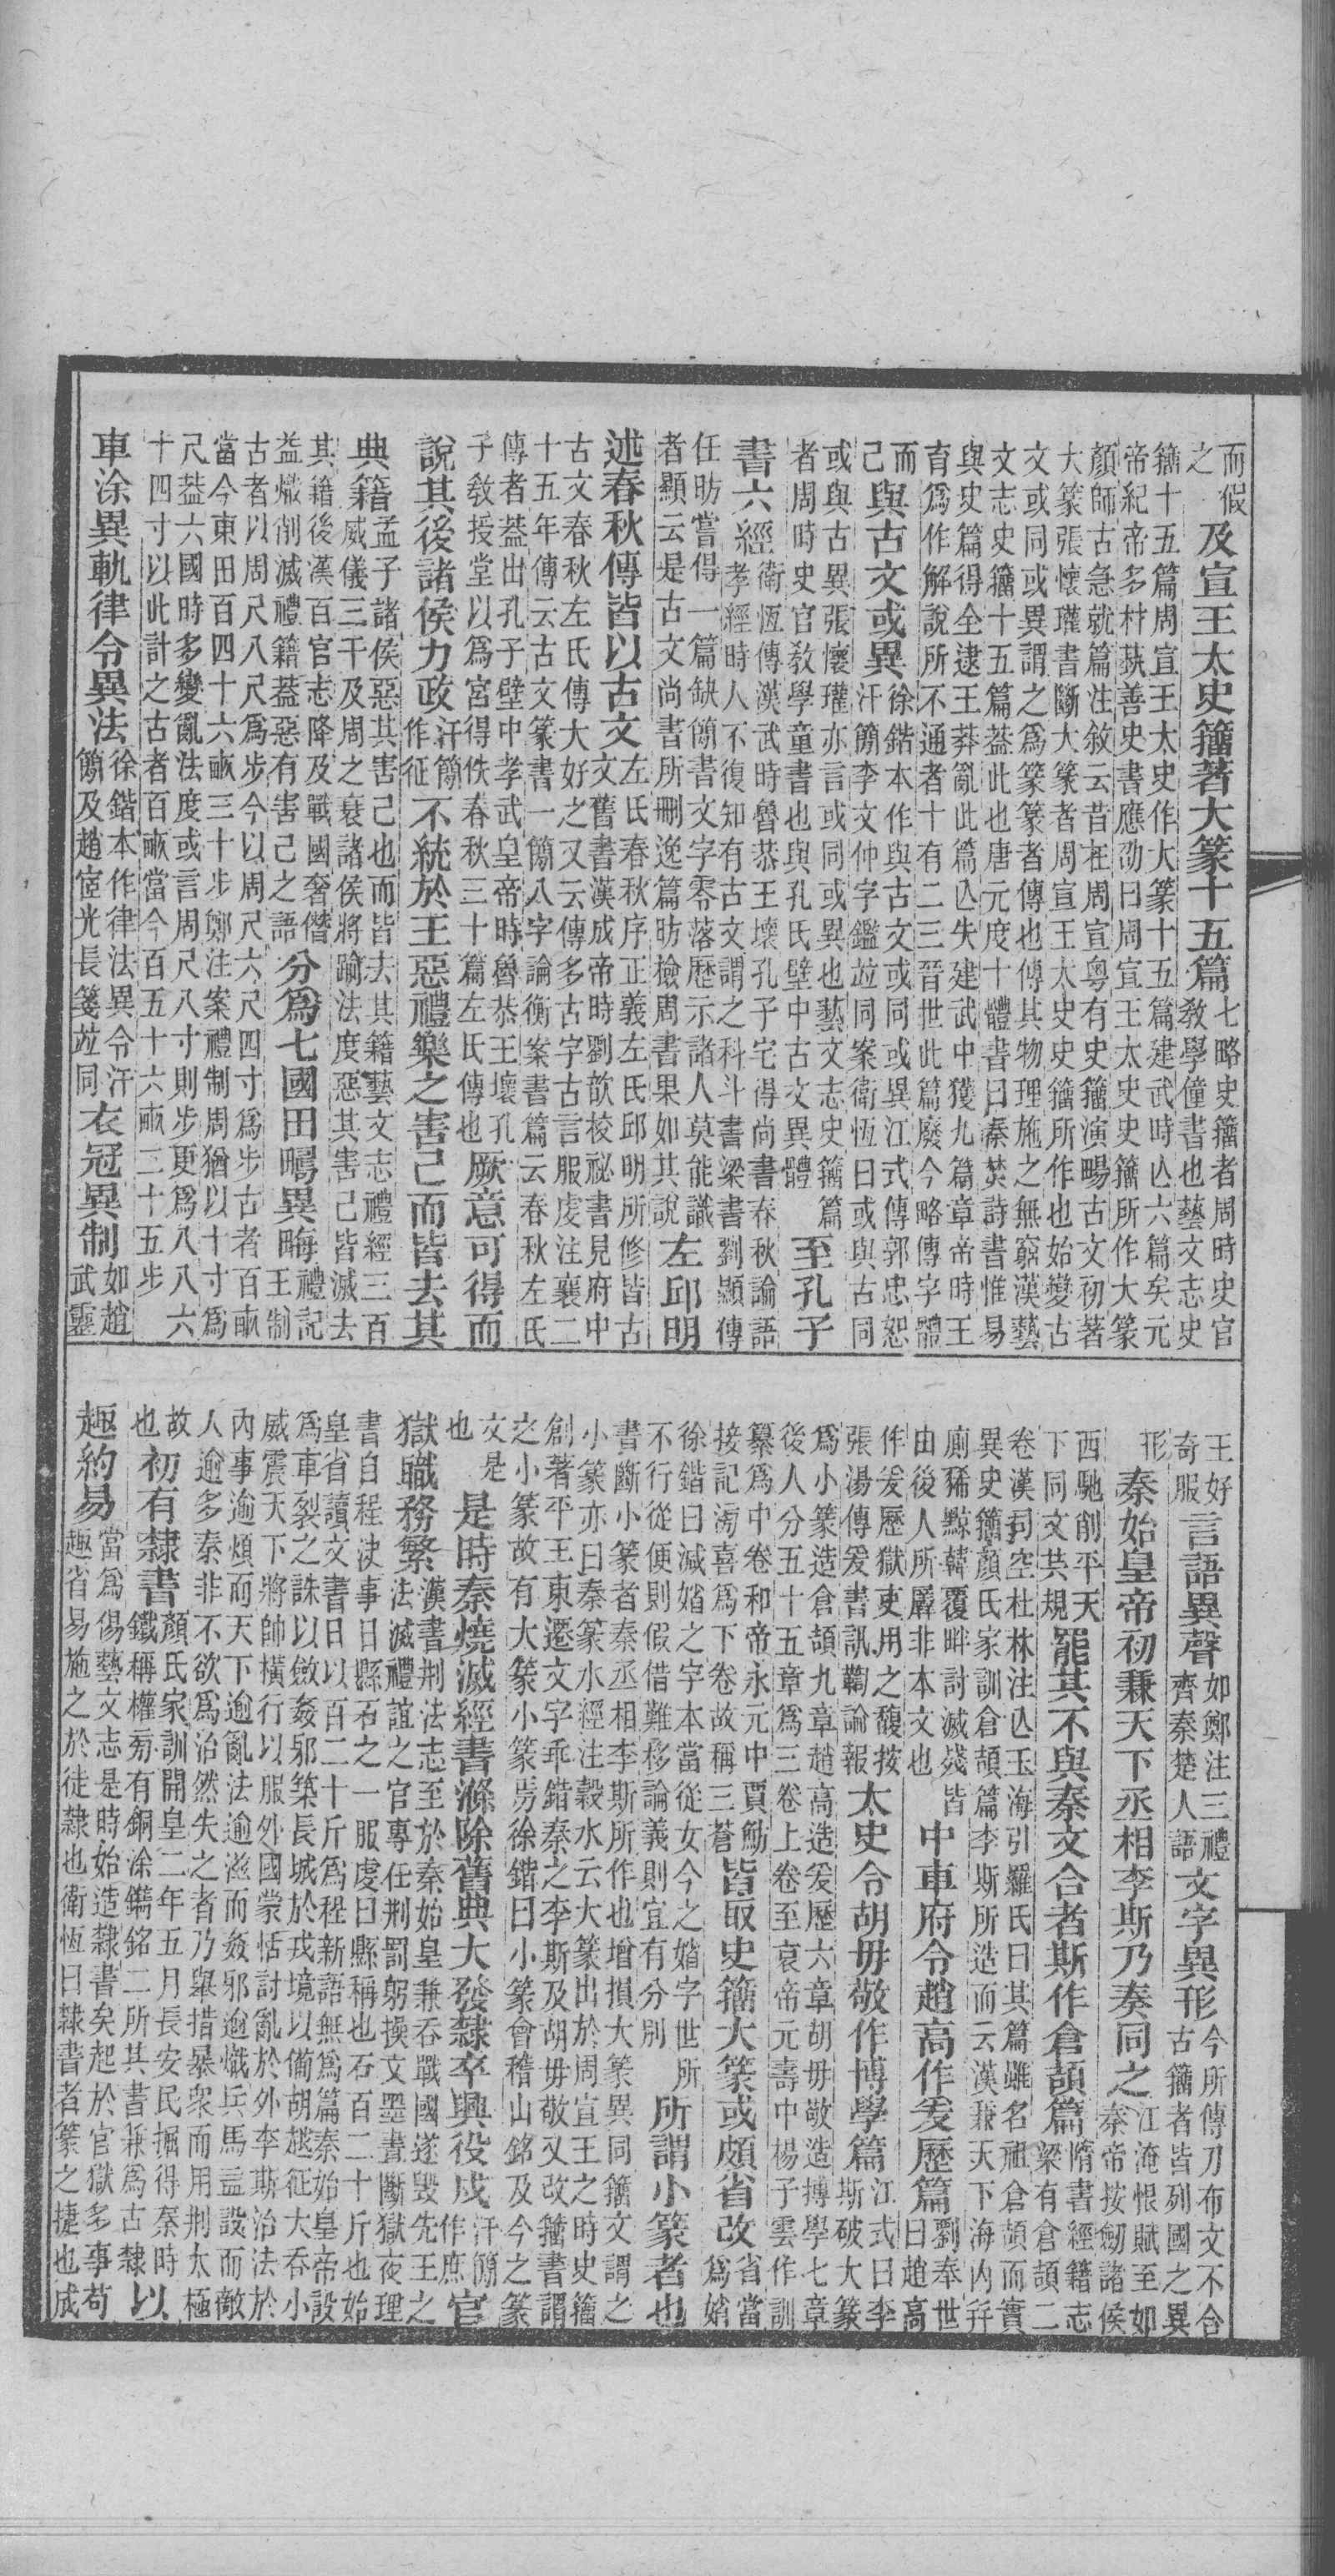 而叚之及宣王太史籒著大篆十五篇七略史籒者周時史官敎學僮書也藝文志史
籒十五篇周宣王太史作大篆十五篇建武時亾六篇矣元
帝紀帝多材蓺善史書應劭曰周宣王太史史籒所作大篆
顏師古急就篇注敘云昔在周宣粤有史籒演暢古文初著
大篆張懷瓘書斷大篆者周宣王太史史籒所作也始變古
文或同或異謂之爲篆篆者傳也傳其物理施之無窮漢藝
文志史籒十五篇葢此也唐元度十體書曰秦焚詩書惟易
與史篇得全逮王莽亂此篇亾失建武中獲九篇章帝時王
育爲作解說所不通者十有二三晉世此篇廢今略傳字體
而己與古文或異徐鍇本作與古文或同或異江式傳郭忠恕汗簡李文仲字鑑竝同案衞恆曰或與古同
或與古異張懷瓘亦言或同或異也藝文志史籒篇
者周時史官敎學童書也與孔氏壁中古文異體至孔子
書六經衞恆傳漢武時魯恭王壞孔子宅得尚書春秋論語孝經時人不復知有古文謂之科斗書梁書劉顯傳
任昉嘗得一篇缺簡書文字零落歷示諸人莫能識
者顯云是古文尚書所刪逸篇昉檢周書果如其說左邱明
述春秋傳皆以古文左氏春秋序正義左氏邱明所修皆古文舊書漢成帝時劉歆校祕書見府中
古文春秋左氏傳大好之又云傳多古字古言服虔注襄二
十五年傳云古文篆書一簡八字論衡案書篇云春秋左氏
傳者葢出孔子壁中孝武皇帝時魯恭王壞孔
子敎授堂以爲宮得佚春秋三十篇左氏傳也厥意可得而
說其後諸侯力政汗簡作征不統於王惡禮樂之害己而皆去其
典籍孟子諸侯惡其害己也而皆去其籍藝文志禮經三百威儀三千及周之衰諸侯將踰法度惡其害己皆滅去
其籍後漢百官志降及戰國奢僭
益熾削滅禮籍葢惡有害己之語分爲七國田疇異畮禮記王制
古者以周尺八尺爲步今以周尺六尺四寸爲步古者百畝
當今東田百四十六畝三十步鄭注案禮制周猶以十寸爲
尺葢六國時多變亂法度或言周尺八寸則步更爲八八六
十四寸以此計之古者百畝當今百五十六畝二十五步
車涂異軌律令異法徐鍇本作律法異令汗簡及趙宧光長箋竝同衣冠異制如趙武靈
王好奇服言語異聲如鄭注三禮齊秦楚人語文字異形今所傳刀布文不合古籒者皆列國之異
形秦始皇帝初兼天下丞相李斯乃奏同之江淹恨賦至如秦帝按劒諸侯
西馳削平天下同文共規罷其不與秦文合者斯作倉頡篇隋書經籍志梁有倉頡二
卷漢司空杜林注亾玉海引羅氏曰其篇雖名祖倉頡而實
異史籒顏氏家訓倉頡篇李斯所造而云漢兼天下海內幷
廁豨黥韓覆畔討滅殘皆
由後人所羼非本文也中車府令趙高作爰歷篇劉奉世曰趙高
作爰歷獄吏用之馥按
張湯傳爰書訊鞫論報太史令胡毋敬作博學篇江式曰李斯破大篆
爲小篆造倉頡九章趙高造爰歷六章胡毋敬造博學七章
後人分五十五章爲三卷上卷至哀帝元壽中楊子雲作訓
纂爲中卷和帝永元中賈魴
接記滂喜爲下卷故稱三蒼皆取史籒大篆或頗省改省當爲㛸
徐鍇曰減㛸之字本當從女今之㛸字世所
不行從便則假借難移論義則宜有分別所謂小篆者也
書斷小篆者秦丞相李斯所作也增損大篆異同籒文謂之
小篆亦曰秦篆水經注穀水云大篆出於周宣王之時史籒
創著平王東遷文字乖錯秦之李斯及胡毋敬又改籒書謂
之小篆故有大篆小篆焉徐鍇曰小篆會稽山銘及今之篆
文是也是時秦燒滅經書滌除舊典大發隸卒興役戍汗簡作庶官
獄職務繁漢書刑法志至於秦始皇兼吞戰國遂毀先王之法滅禮誼之官專任刑罰躬操文墨晝斷獄夜理
書自程決事日縣石之一服虔曰縣稱也石百二十斤也始
皇省讀文書日以百二十斤爲程新語無爲篇秦始皇帝設
爲車裂之誅以斂姦邪築長城於戎境以備胡越征大吞小
威震天下將帥橫行以服外國蒙恬討亂於外李斯治法於
內事逾煩而天下逾亂法逾滋而姦邪逾熾兵馬益設而敵
人逾多秦非不欲爲治然失之者乃舉措暴衆而用刑太極
故也初有隸書顏氏家訓開皇二年五月長安民掘得秦時鐵稱權㫄有銅涂鐫銘二所其書兼爲古隸以
趣約易當爲㑥藝文志是時始造隸書矣起於官獄多事苟趣省易施之於徒隸也衞恆曰隸書者篆之捷也成